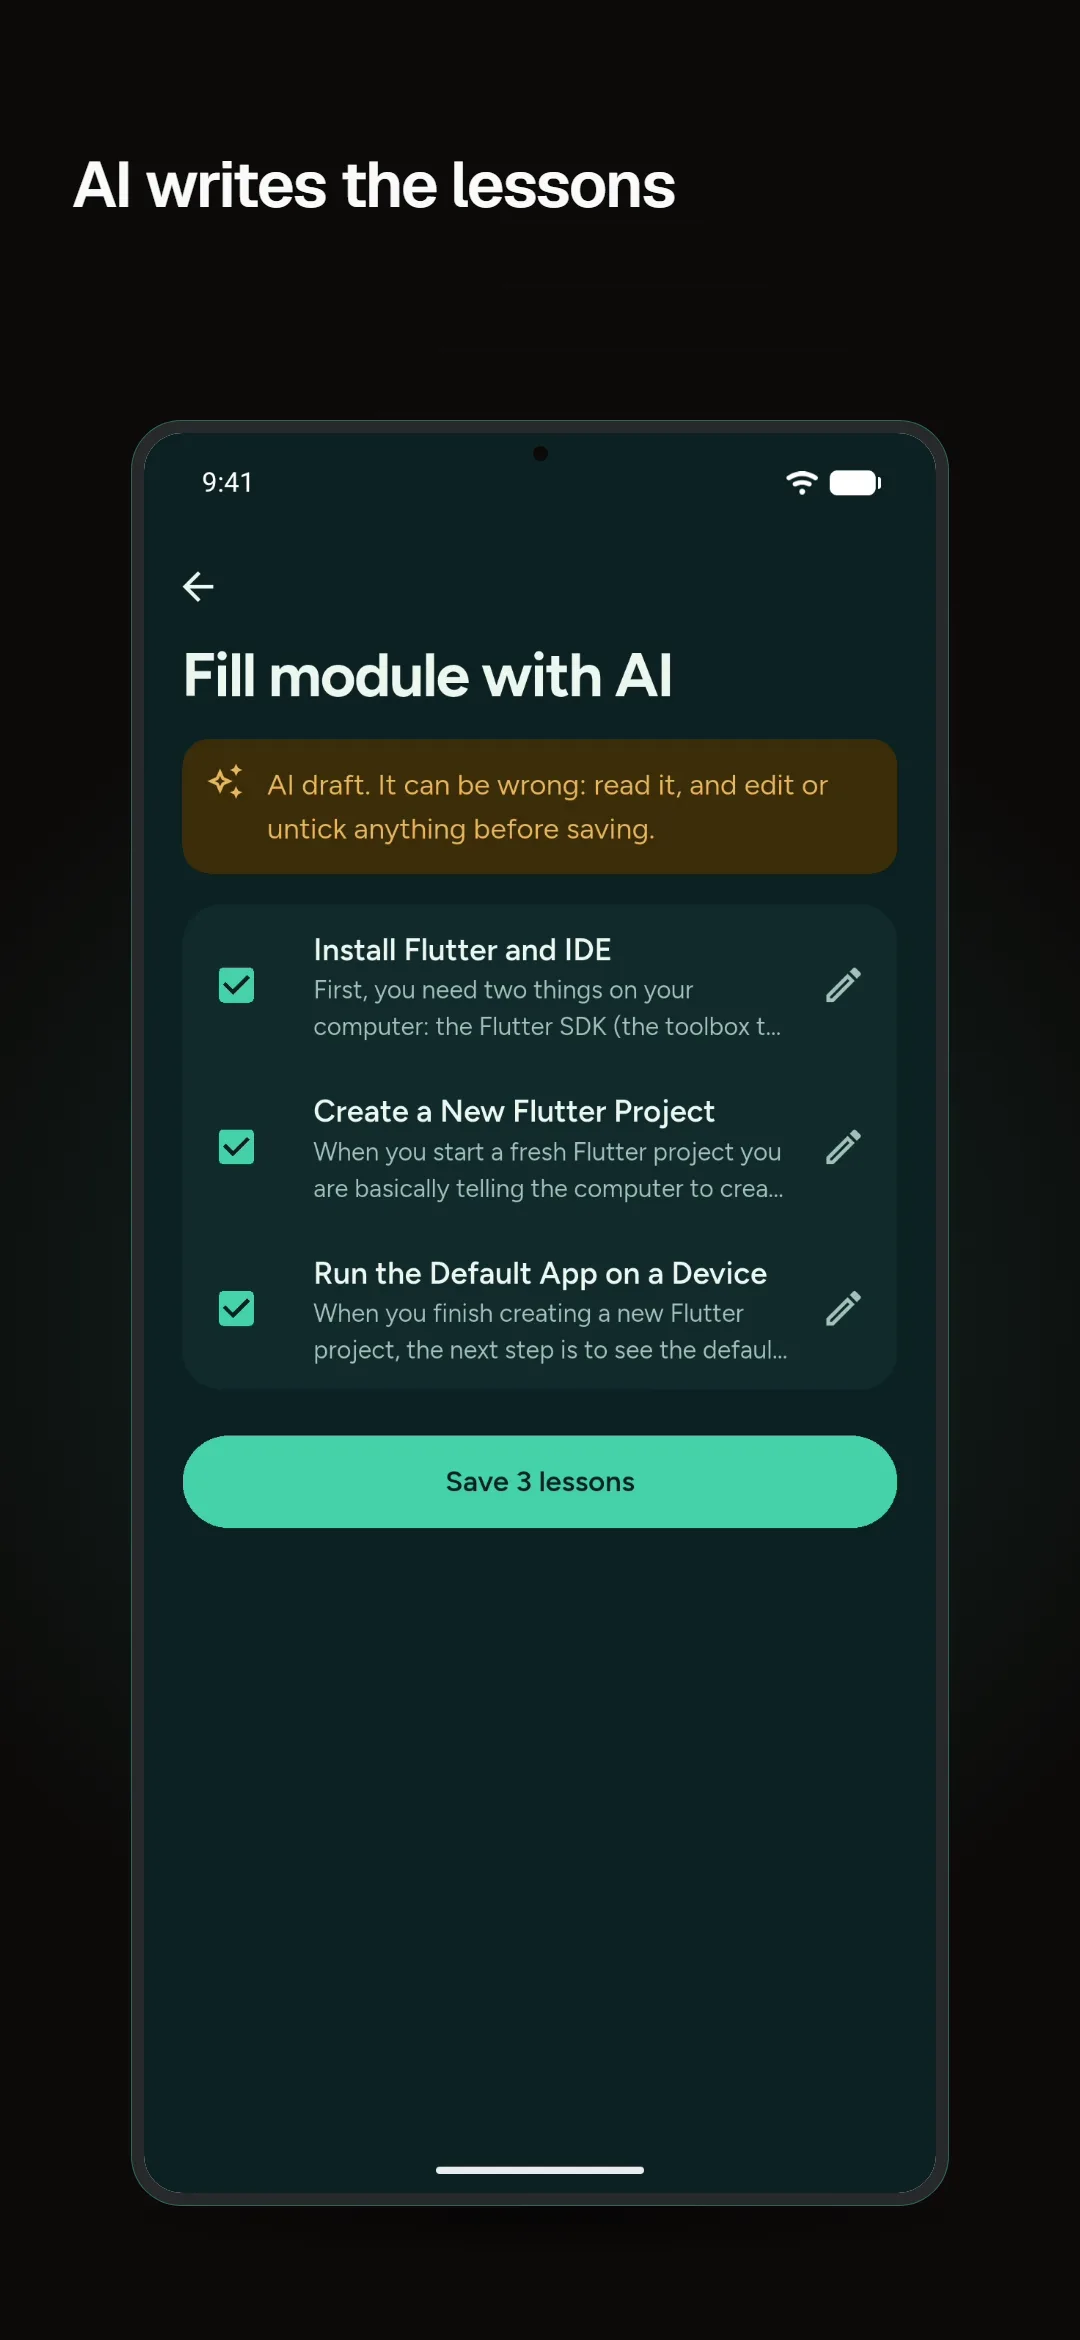 AI writes the lessons
9:41
Fill module with AI
AI draft. It can be wrong: read it, and edit or
untick anything before saving.
Install Flutter and IDE
First, you need two things on your
computer: the Flutter SDK (the toolbox t...
Create a New Flutter Project
When you start a fresh Flutter project you
are basically telling the computer to crea...
Run the Default App on a Device
When you finish creating a new Flutter
project, the next step is to see the defaul...
Save 3 lessons